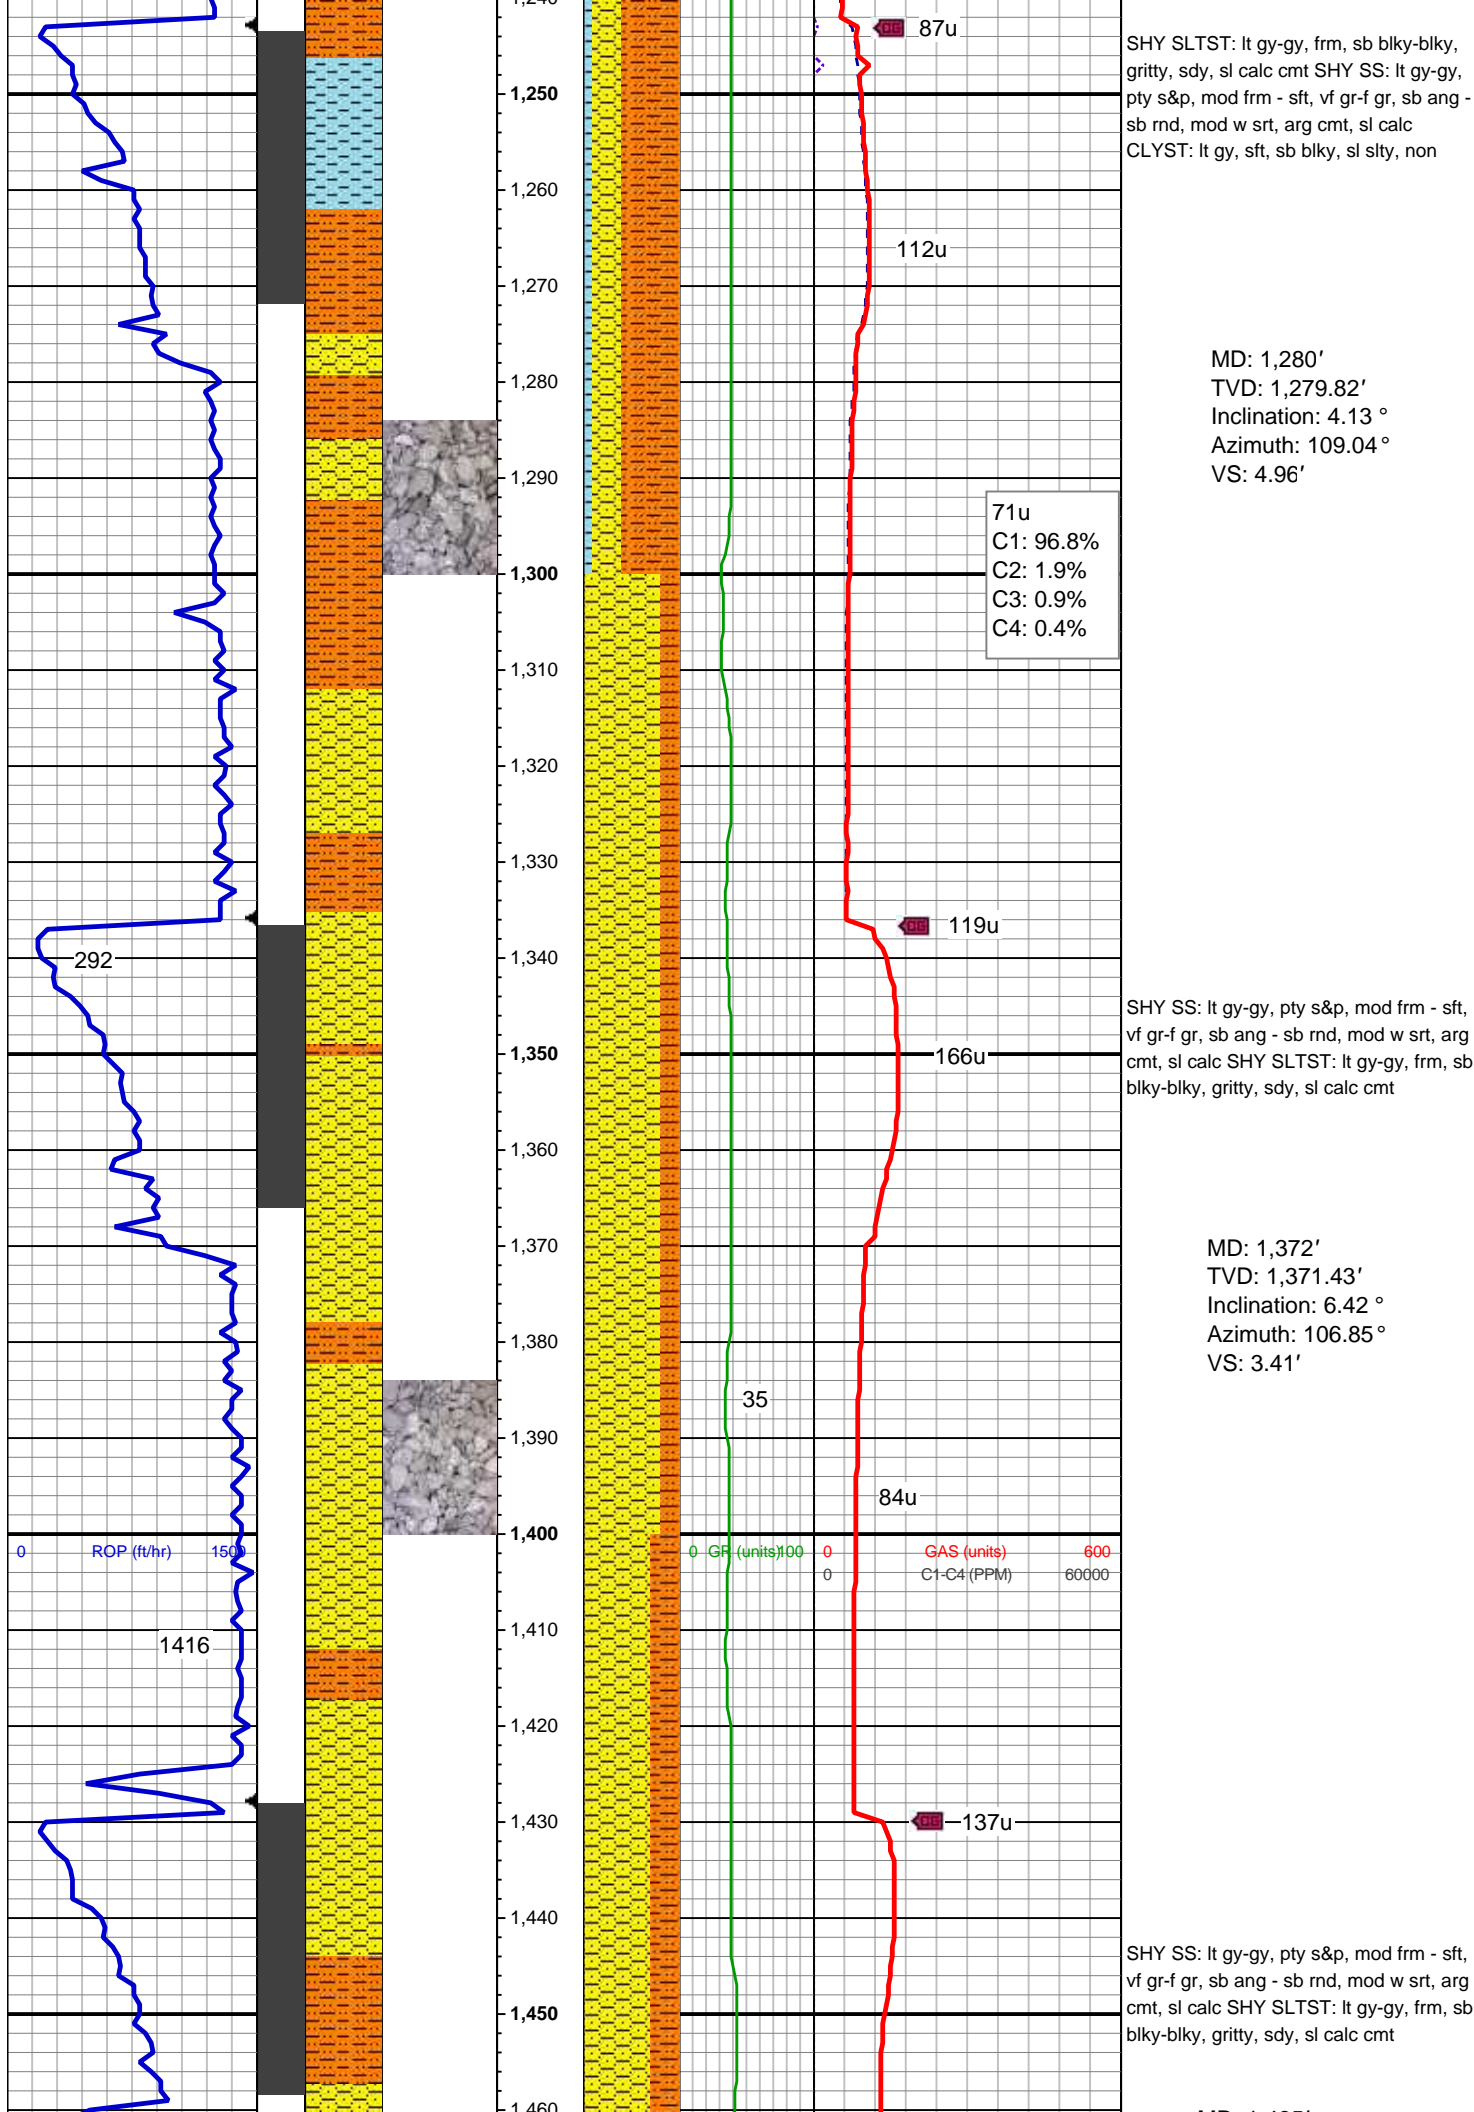 1,240
87u
SHY SLTST: lt gy-gy, frm, sb blky-blky,
gritty, sdy, sl calc cmt SHY SS: lt gy-gy,
pty s&p, mod frm - sft, vf gr-f gr, sb ang -
sb rnd, mod w srt, arg cmt, sl calc
CLYST: lt gy, sft, sb blky, sl slty, non
1,250
1,260
112u
1,270
MD: 1,280'
TVD: 1,279.82'
Inclination: 4.13 °
Azimuth: 109.04°
VS: 4.96'
1,280
1,290
71u
C1: 96.8%
C2: 1.9%
C3: 0.9%
C4: 0.4%
1,300
1,310
1,320
1,330
119u
292
1,340
SHY SS: lt gy-gy, pty s&p, mod frm - sft,
vf gr-f gr, sb ang - sb rnd, mod w srt, arg
cmt, sl calc SHY SLTST: lt gy-gy, frm, sb
blky-blky, gritty, sdy, sl calc cmt
1,350
166u
1,360
1,370
MD: 1,372'
TVD: 1,371.43'
Inclination: 6.42 °
Azimuth: 106.85°
VS: 3.41'
1,380
35
1,390
84u
1,400
0 ROP (ft/hr) 1500
0 GR (units) 100
0 GAS (units) 600
0 C1-C4 (PPM) 60000
1,410
1416
1,420
1,430
137u
1,440
SHY SS: lt gy-gy, pty s&p, mod frm - sft,
vf gr-f gr, sb ang - sb rnd, mod w srt, arg
cmt, sl calc SHY SLTST: lt gy-gy, frm, sb
blky-blky, gritty, sdy, sl calc cmt
1,450
1,460